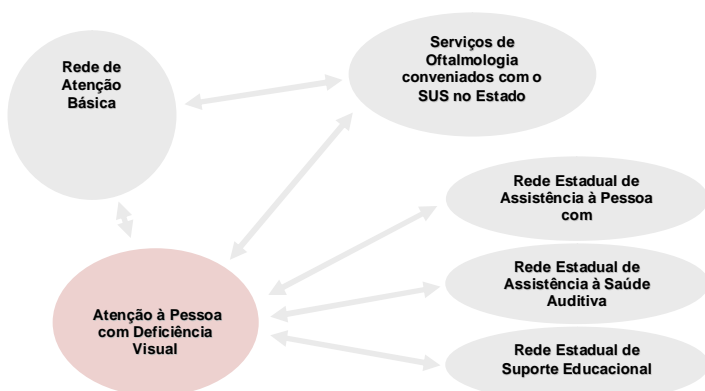 Rede de
Atenção
Básica
Serviços de
Oftalmologia
conveniados com o
SUS no Estado
Rede Estadual de
Assistência à Pessoa
com
Rede Estadual de
Assistência à Saúde
Auditiva
Atenção à Pessoa
com Deficiência
Visual
Rede Estadual de
Suporte Educacional